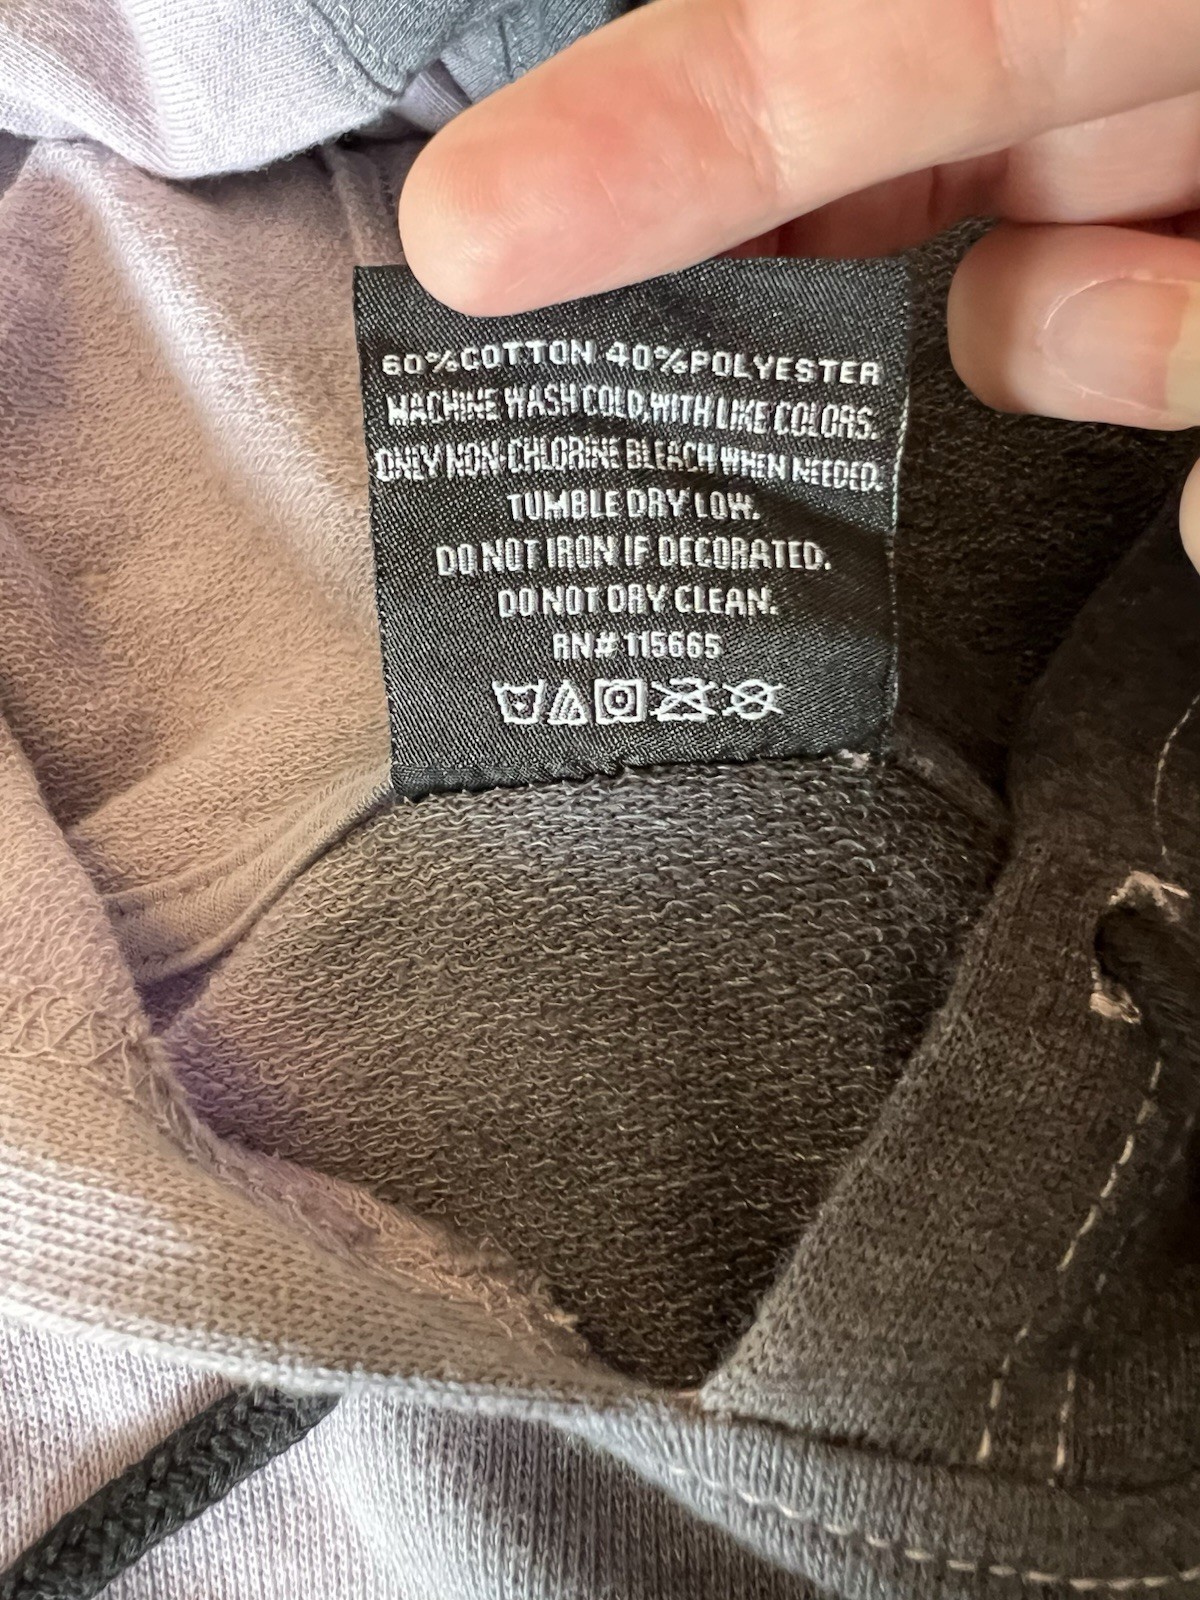 60%COTTON 40%POLYESTER
MACHINE WASH COLD, WITH LIKE COLORS.
ONLY NON-CHLORINE BLEACH WHEN NEEDED.
TUMBLE DRY LOW.
DO NOT IRON IF DECORATED.
DO NOT DRY CLEAN.
RN# 115665